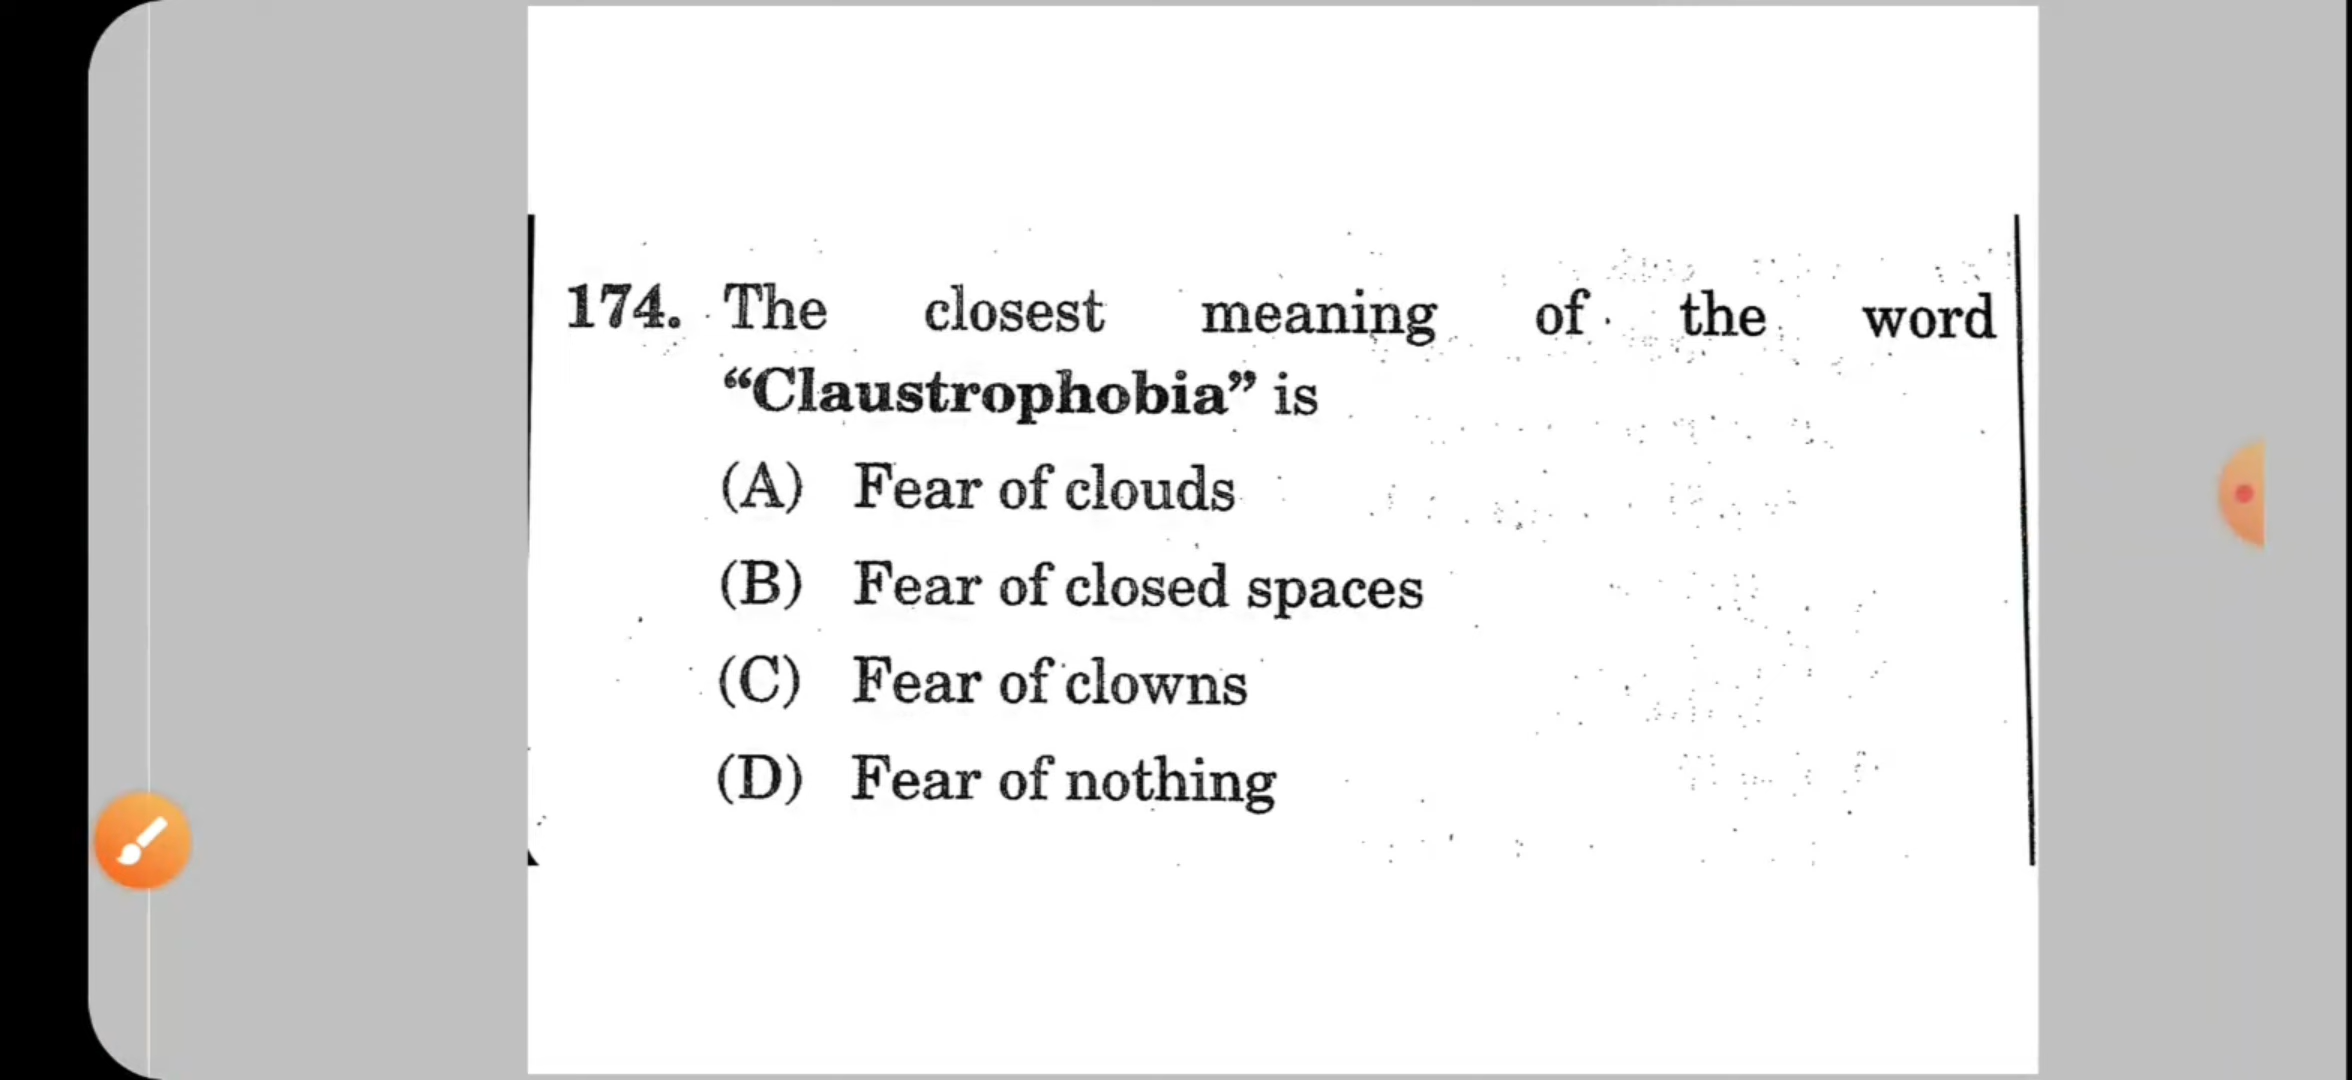 174. The closest meaning of the word
“Claustrophobia” is
(A) Fear of clouds
(B) Fear of closed spaces
(C) Fear of clowns
(D) Fear of nothing